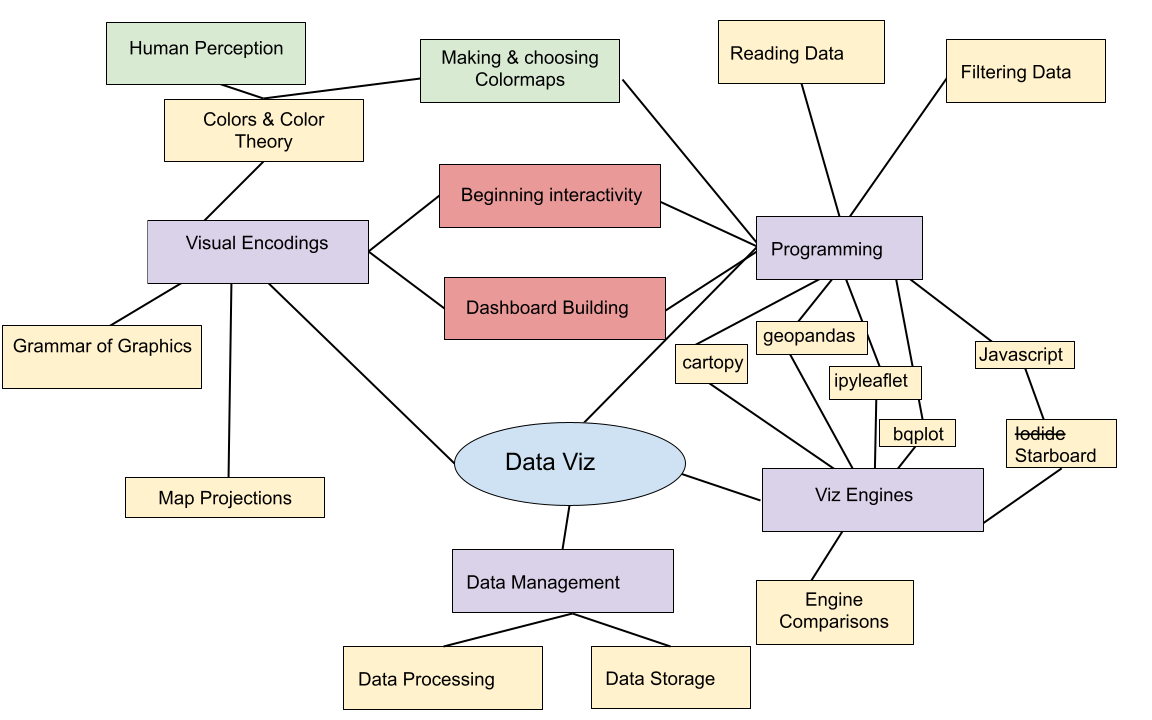 Human Perception
Making & choosing
Colormaps
Reading Data
Filtering Data
Colors & Color
Theory
Beginning interactivity
Visual Encodings
Programming
Dashboard Building
Grammar of Graphics
geopandas
cartopy
Javascript
ipyleaflet
bqplot
Iodide
Starboard
Data Viz
Map Projections
Viz Engines
Data Management
Engine
Comparisons
Data Processing
Data Storage